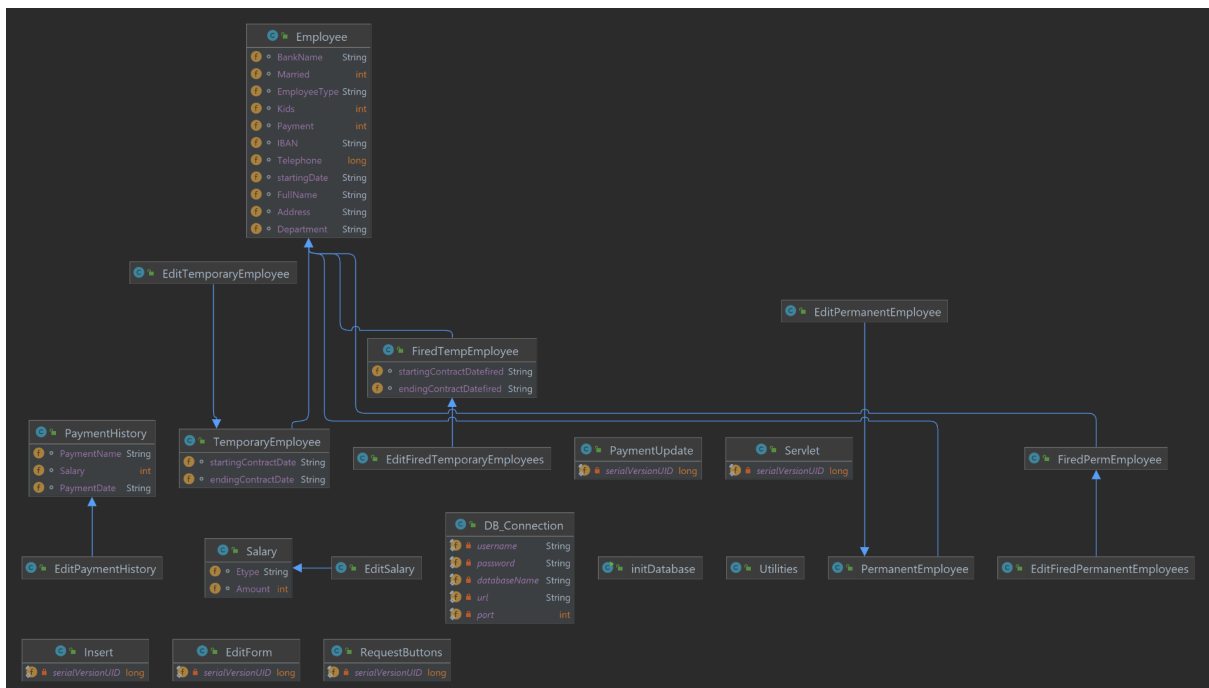 Employee
BankName String
Married int
EmployeeType String
Kids int
Payment int
IBAN String
Telephone long
startingDate String
FullName String
Address String
Department String
EditTemporaryEmployee
EditPermanentEmployee
FiredTempEmployee
startingContractDatefired String
endingContractDatefired String
PaymentHistory
PaymentName String
Salary int
PaymentDate String
TemporaryEmployee
startingContractDate String
endingContractDate String
EditFiredTemporaryEmployees
PaymentUpdate
serialVersionUID long
Servlet
serialVersionUID long
FiredPermEmployee
EditPaymentHistory
Salary
Etype String
Amount int
EditSalary
DB_Connection
username String
password String
databaseName String
url String
port int
initDatabase
Utilities
PermanentEmployee
EditFiredPermanentEmployees
Insert
serialVersionUID long
EditForm
serialVersionUID long
RequestButtons
serialVersionUID long